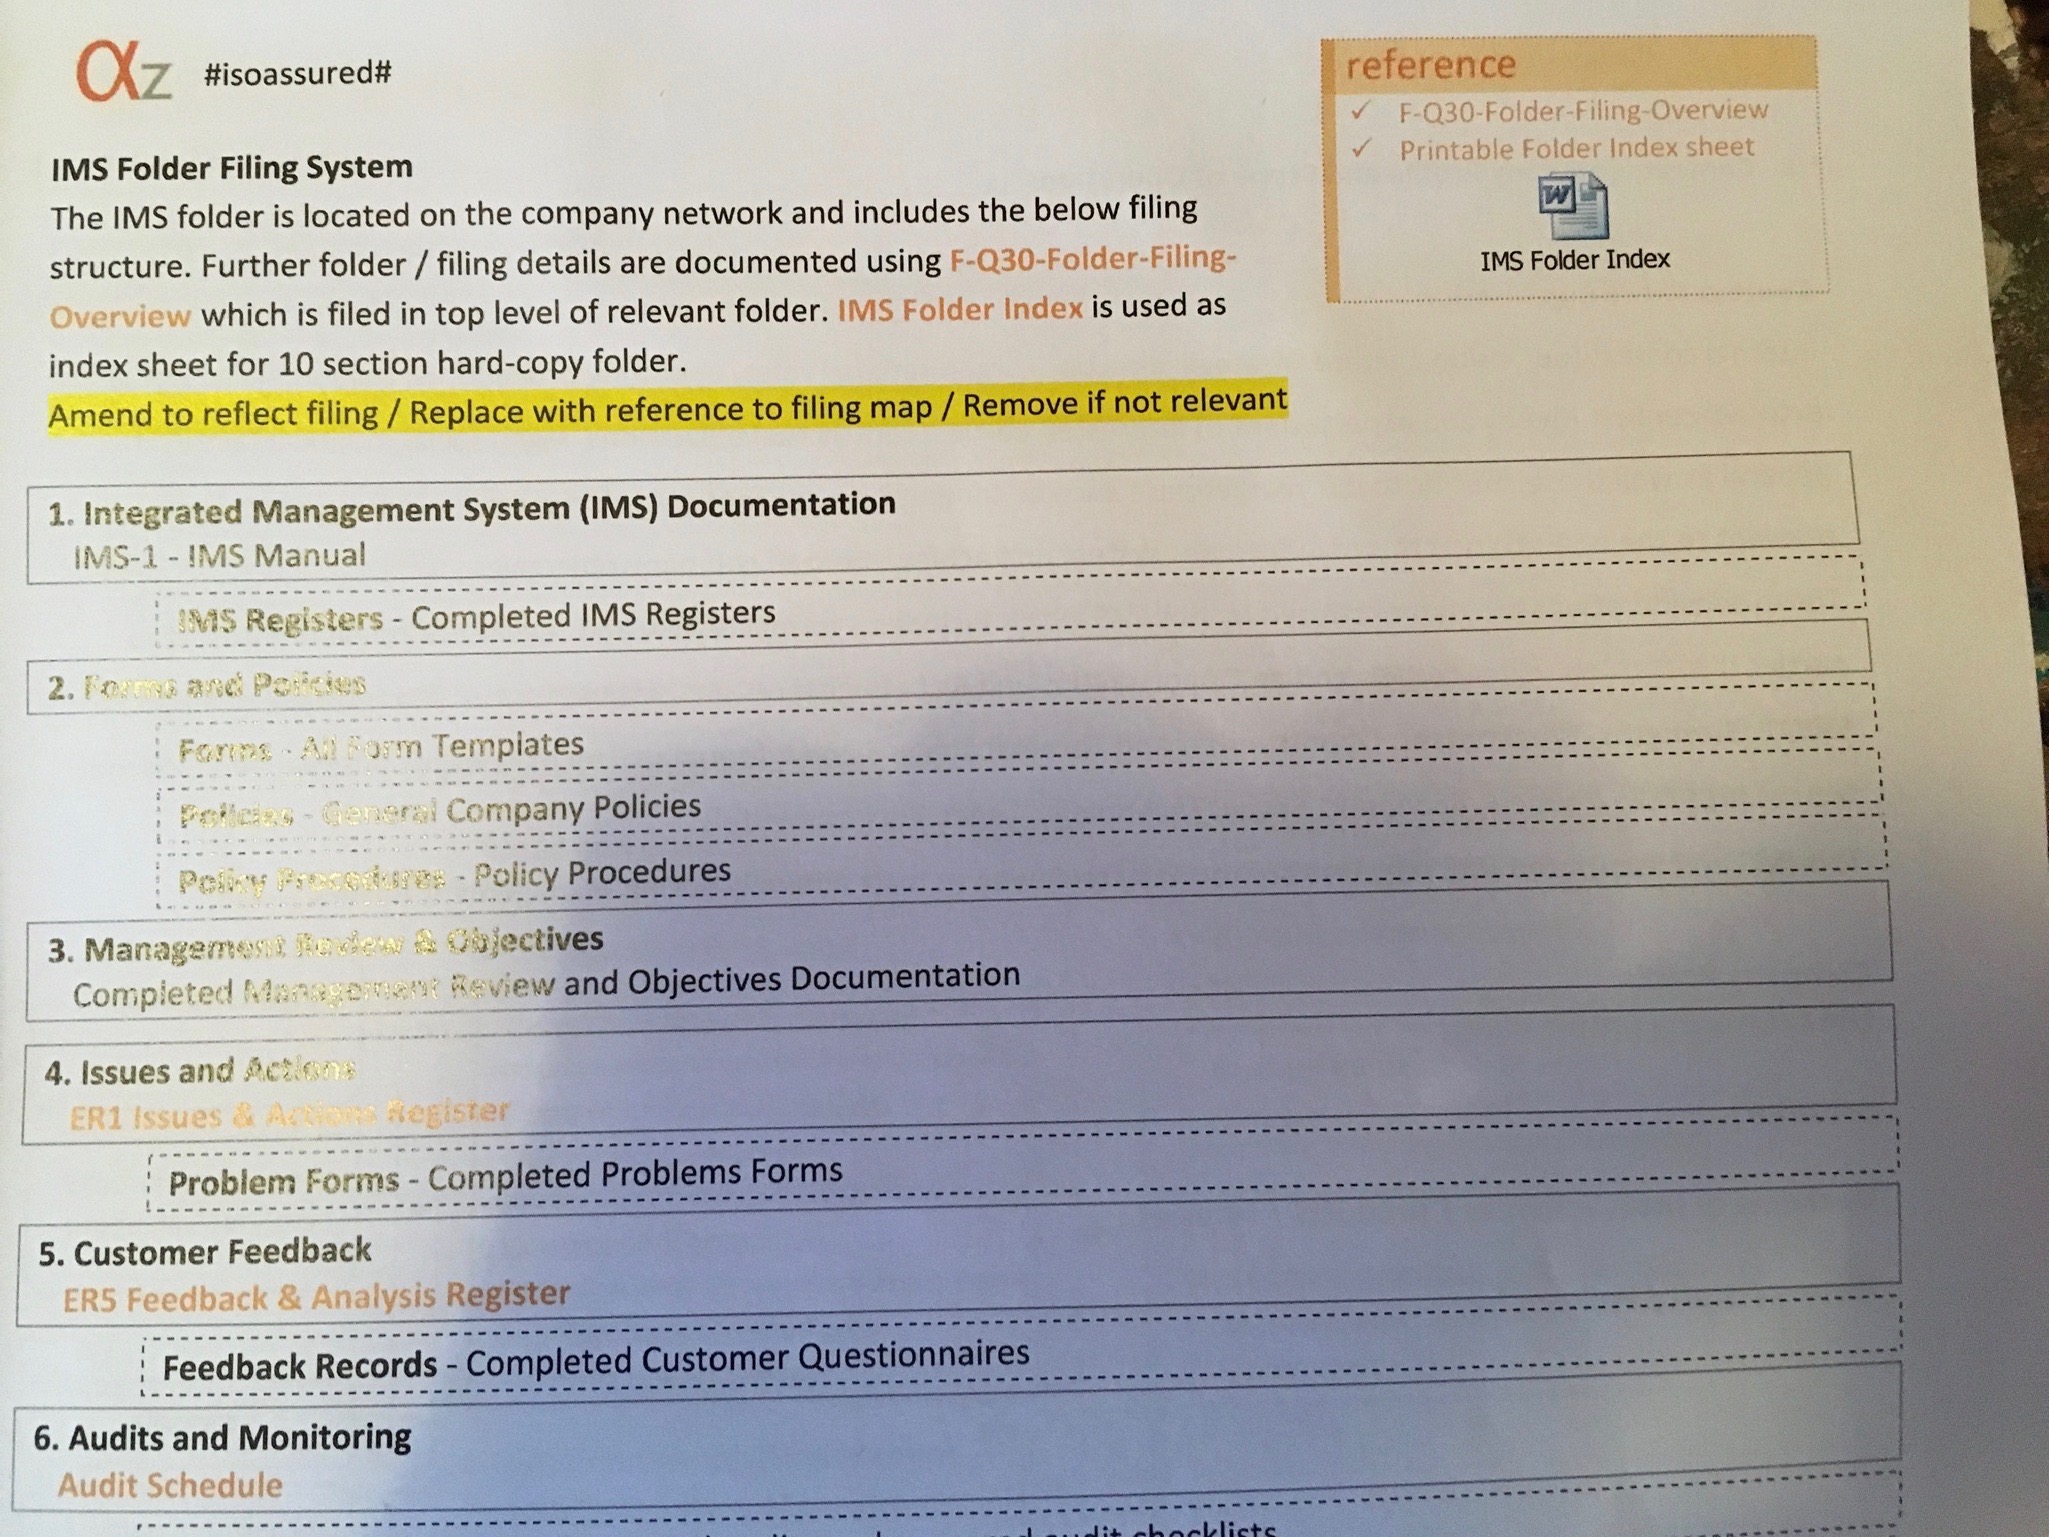 αz #isoassured#
reference
✓ F-Q30-Folder-Filing-Overview
✓ Printable Folder Index sheet
W
IMS Folder Index
IMS Folder Filing System
The IMS folder is located on the company network and includes the below filing
structure. Further folder / filing details are documented using F-Q30-Folder-Filing-
Overview which is filed in top level of relevant folder. IMS Folder Index is used as
index sheet for 10 section hard-copy folder.
Amend to reflect filing / Replace with reference to filing map / Remove if not relevant
1. Integrated Management System (IMS) Documentation
IMS-1 - IMS Manual
IMS Registers - Completed IMS Registers
2. Forms and Policies
Forms - All Form Templates
Policies - General Company Policies
Policy Procedures - Policy Procedures
3. Management Review & Objectives
Completed Management Review and Objectives Documentation
4. Issues and Actions
ER1 Issues & Actions Register
Problem Forms - Completed Problems Forms
5. Customer Feedback
ER5 Feedback & Analysis Register
Feedback Records - Completed Customer Questionnaires
6. Audits and Monitoring
Audit Schedule
audit checklists